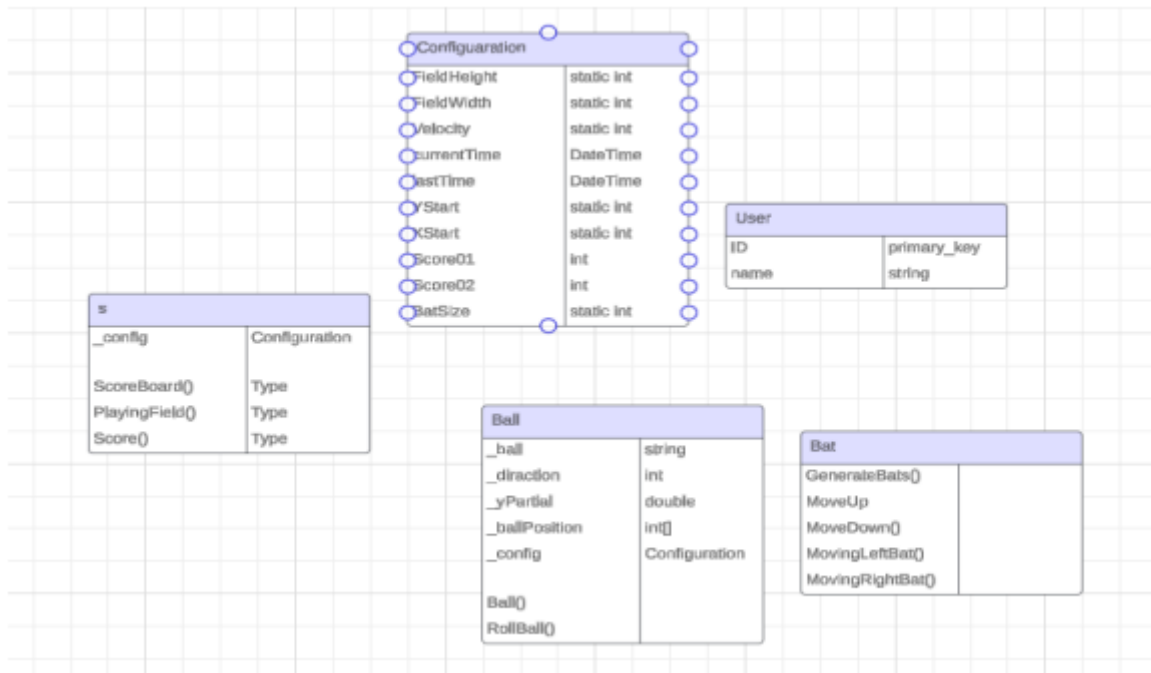 Configuaration
FieldHeight static int
FieldWidth static int
Velocity static int
currentTime DateTime
lastTime DateTime
YStart static int
XStart static int
Score01 int
Score02 int
BatSize static int
User
ID primary_key
name string
s
_config Configuration
ScoreBoard() Type
PlayingField() Type
Score() Type
Ball
_ball string
_diraction int
_yPartial double
_ballPosition int[]
_config Configuration
Ball()
RollBall()
Bat
GenerateBats()
MoveUp
MoveDown()
MovingLeftBat()
MovingRightBat()